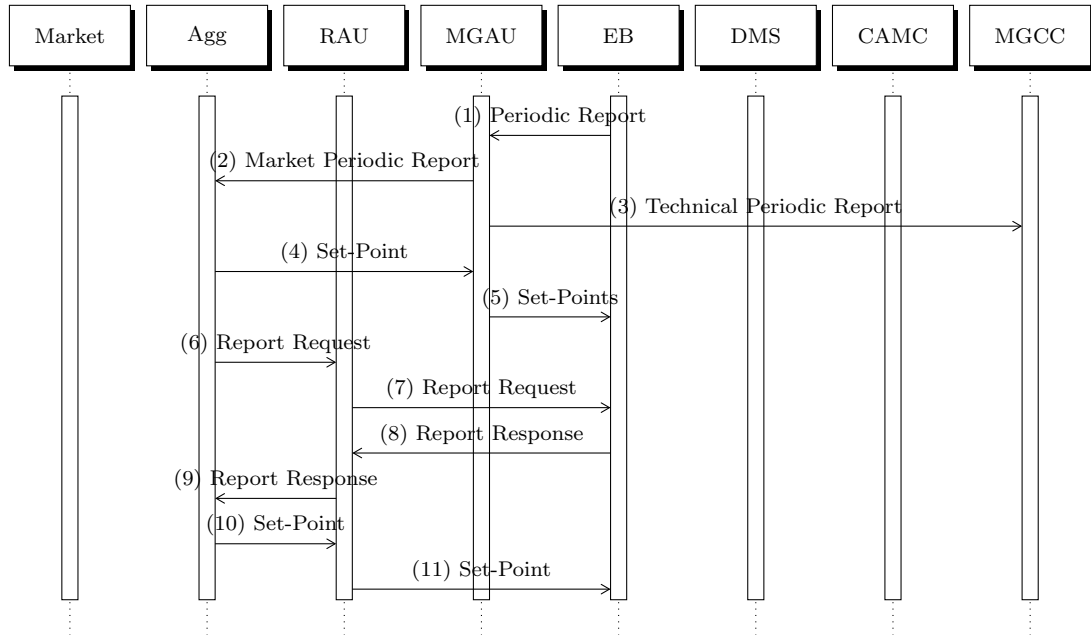 Market
Agg
RAU
MGAU
EB
DMS
CAMC
MGCC
(1) Periodic Report
(2) Market Periodic Report
(3) Technical Periodic Report
(4) Set-Point
(5) Set-Points
(6) Report Request
(7) Report Request
(8) Report Response
(9) Report Response
(10) Set-Point
(11) Set-Point